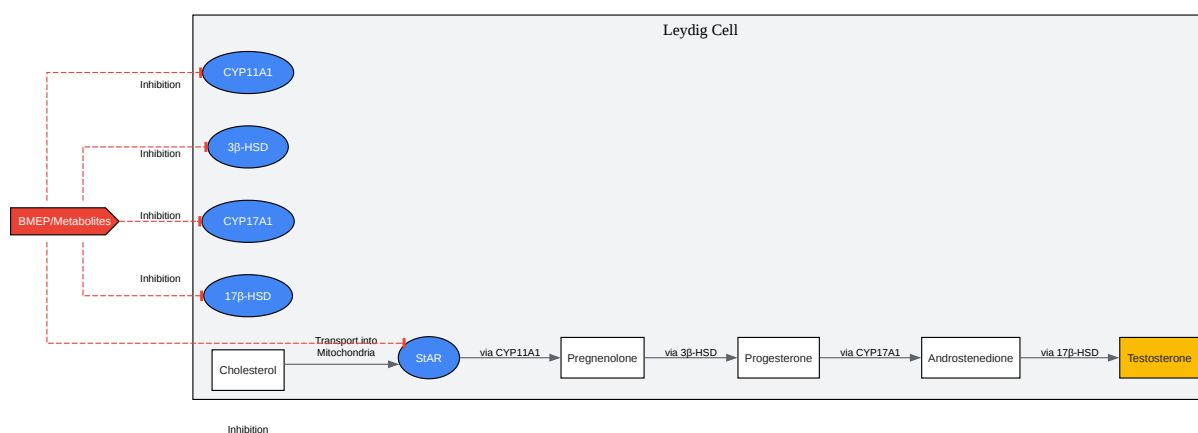 Leydig Cell
CYP11A1
Inhibition
3β-HSD
Inhibition
BMEP/Metabolites
Inhibition
CYP17A1
Inhibition
17β-HSD
Cholesterol
Transport into
Mitochondria
StAR
via CYP11A1
Pregnenolone
via 3β-HSD
Progesterone
via CYP17A1
Androstenedione
via 17β-HSD
Testosterone
Inhibition